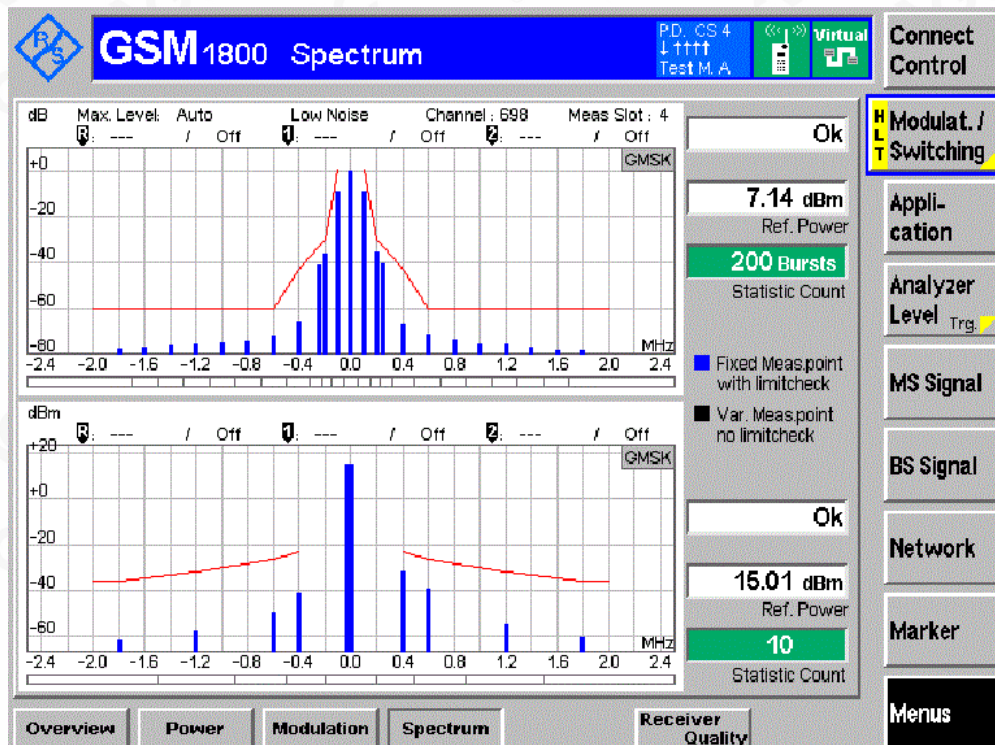 R S
GSM 1800 Spectrum
P.D. CS 4
↓ ↑↑↑↑
Test M. A.
Virtual
Connect
Control
dB Max. Level: Auto Low Noise Channel : 698 Meas Slot : 4
R: --- / Off 1: --- / Off 2: --- / Off
GMSK
+0
-20
-40
-60
-80
MHz
-2.4 -2.0 -1.6 -1.2 -0.8 -0.4 0.0 0.4 0.8 1.2 1.6 2.0 2.4
Ok
7.14 dBm
Ref. Power
200 Bursts
Statistic Count
Fixed Meas.point
with limitcheck
Var. Meas.point
no limitcheck
dBm
R: --- / Off 1: --- / Off 2: --- / Off
GMSK
+20
+0
-20
-40
-60
MHz
-2.4 -2.0 -1.6 -1.2 -0.8 -0.4 0.0 0.4 0.8 1.2 1.6 2.0 2.4
Ok
15.01 dBm
Ref. Power
10
Statistic Count
HLT
Modulat. /
Switching
Appli-
cation
Analyzer
Level Trg.
MS Signal
BS Signal
Network
Marker
Menus
Overview Power Modulation Spectrum Receiver
Quality